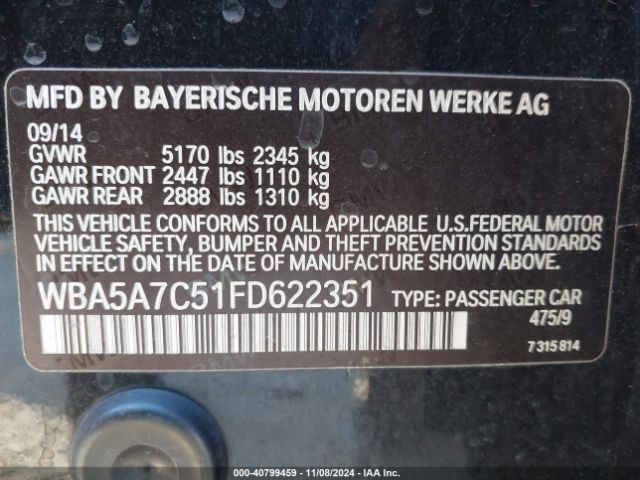 MFD BY BAYERISCHE MOTOREN WERKE AG
09/14
GVWR 5170 lbs 2345 kg
GAWR FRONT 2447 lbs 1110 kg
GAWR REAR 2888 lbs 1310 kg
THIS VEHICLE CONFORMS TO ALL APPLICABLE U.S.FEDERAL MOTOR
VEHICLE SAFETY, BUMPER AND THEFT PREVENTION STANDARDS
IN EFFECT ON THE DATE OF MANUFACTURE SHOWN ABOVE.
WBA5A7C51FD622351 TYPE: PASSENGER CAR
475/9
7315814
000-40799459 - 11/08/2024 - IAA Inc.